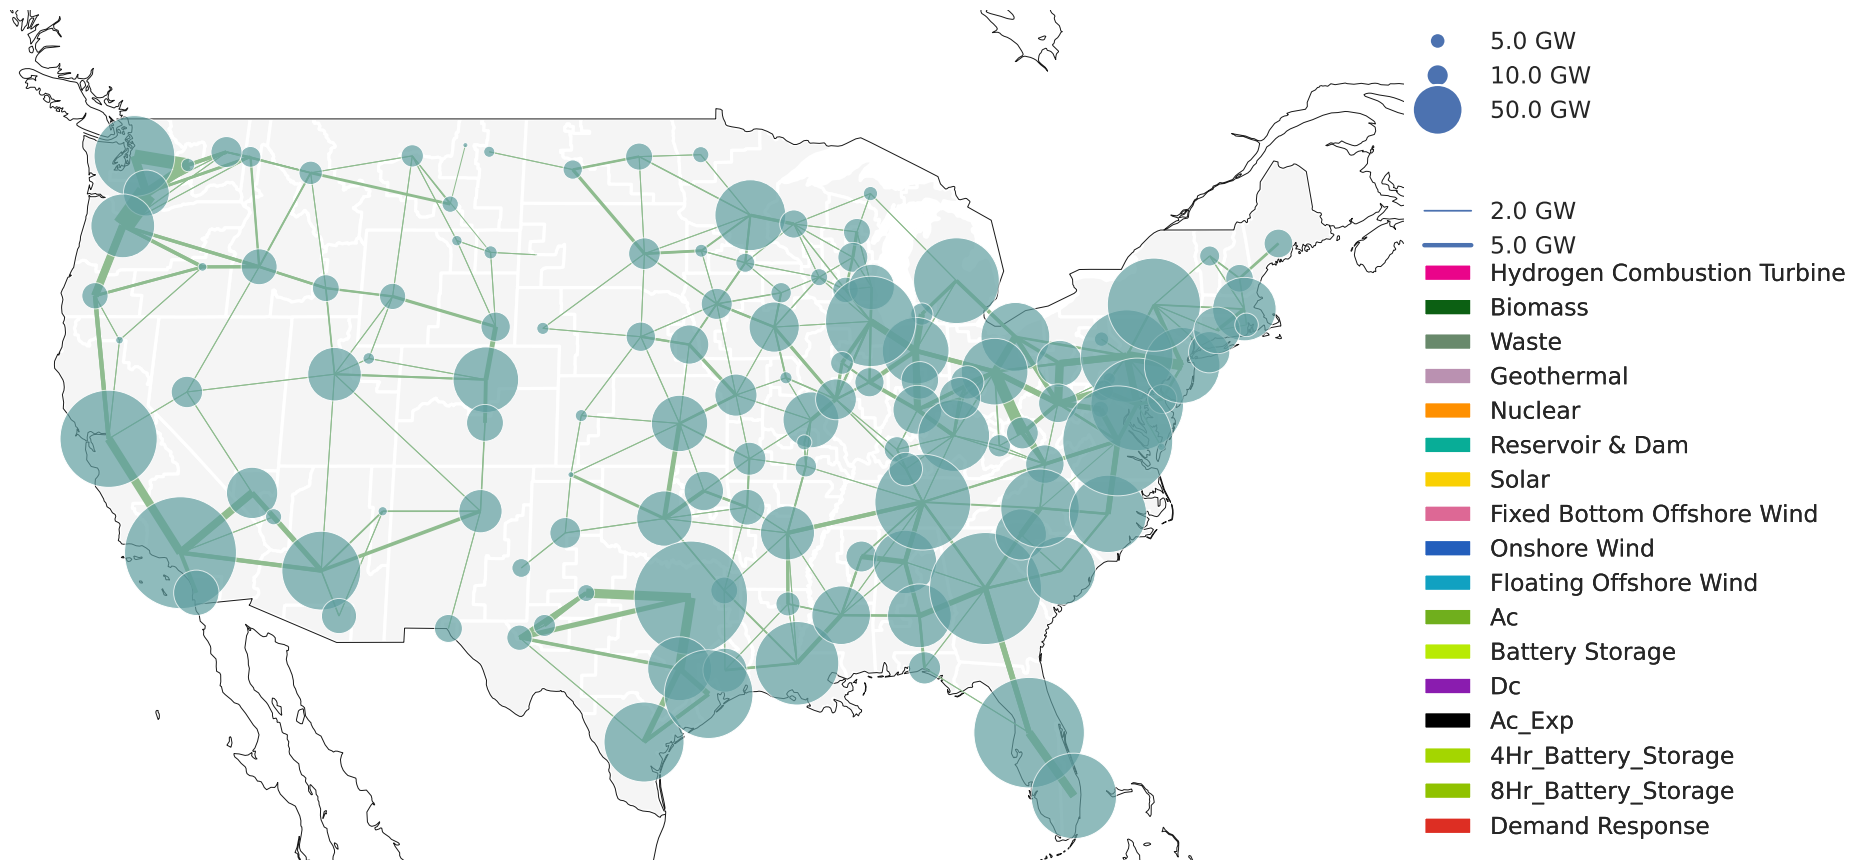 5.0 GW
10.0 GW
50.0 GW
2.0 GW
5.0 GW
Hydrogen Combustion Turbine
Biomass
Waste
Geothermal
Nuclear
Reservoir & Dam
Solar
Fixed Bottom Offshore Wind
Onshore Wind
Floating Offshore Wind
Ac
Battery Storage
Dc
Ac_Exp
4Hr_Battery_Storage
8Hr_Battery_Storage
Demand Response